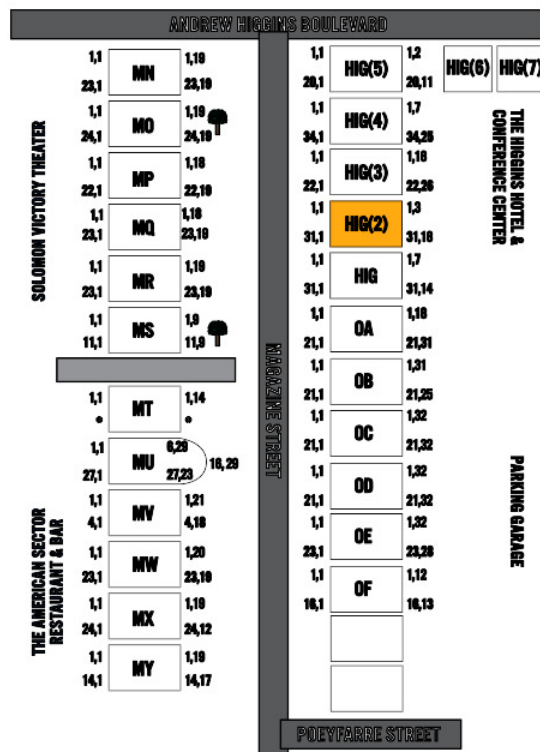 ANDREW HIGGINS BOULEVARD
SOLOMON VICTORY THEATER
1,1 MN 1,19
23,1 23,19
1,1 MO 1,19
24,1 24,19
1,1 MP 1,18
22,1 22,19
1,1 MQ 1,18
23,1 23,19
1,1 MR 1,19
23,1 23,19
1,1 MS 1,9
11,1 11,9
THE AMERICAN SECTOR
RESTAURANT & BAR
1,1 MT 1,14
* *
1,1 MU 6,29
27,1 27,23 16,29
1,1 MV 1,21
4,1 4,18
1,1 MW 1,20
23,1 23,19
1,1 MX 1,19
24,1 24,12
1,1 MY 1,19
14,1 14,17
MAGAZINE STREET
1,1 HIG(5) 1,2
20,1 20,11
HIG(6) HIG(7)
1,1 HIG(4) 1,7
34,1 34,25
1,1 HIG(3) 1,16
22,1 22,26
1,1 HIG(2) 1,3
31,1 31,16
1,1 HIG 1,7
31,1 31,14
1,1 OA 1,18
21,1 21,31
1,1 OB 1,31
21,1 21,25
1,1 OC 1,32
21,1 21,32
1,1 OD 1,32
21,1 21,32
1,1 OE 1,32
23,1 23,28
1,1 OF 1,12
16,1 16,13
THE HIGGINS HOTEL &
CONFERENCE CENTER
PARKING GARAGE
POEYFARRE STREET